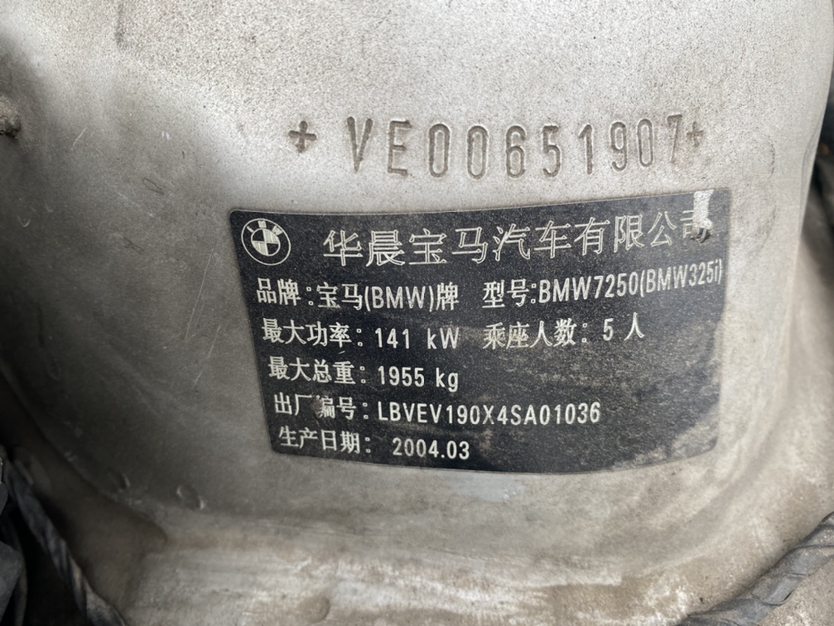 + VE00651907+
BMW
华晨宝马汽车有限公司
品牌：宝马(BMW)牌 型号:BMW7250(BMW325i)
最大功率：141 kW 乘座人数：5 人
最大总重：1955 kg
出厂编号：LBVEV190X4SA01036
生产日期：2004.03